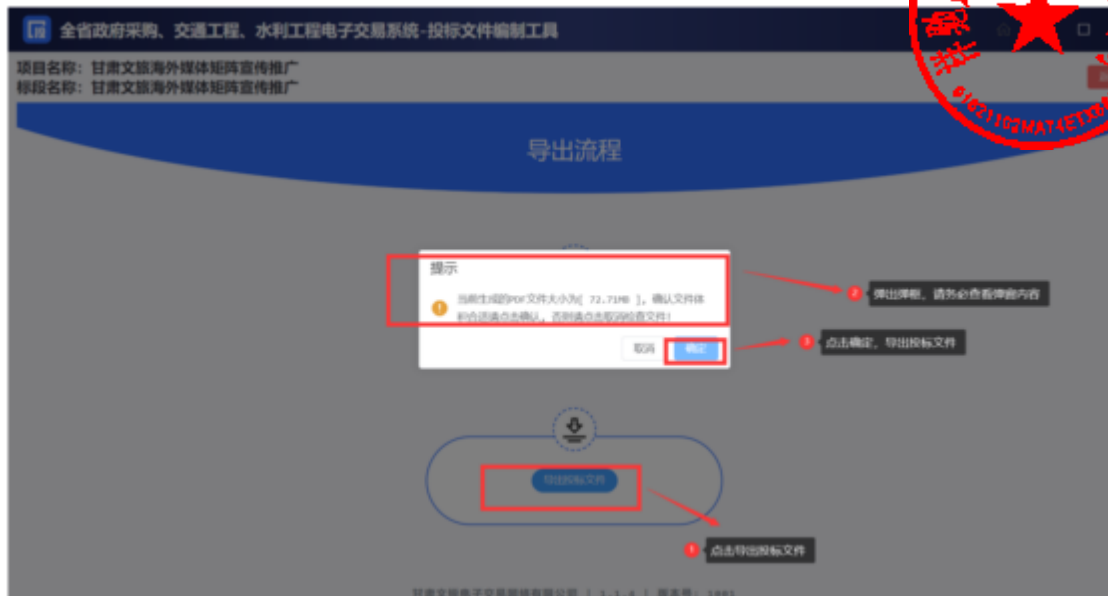 全省政府采购、交通工程、水利工程电子交易系统-投标文件编制工具
项目名称：甘肃文旅海外媒体矩阵宣传推广
标段名称：甘肃文旅海外媒体矩阵宣传推广
导出流程
提示
当前生成的PDF文件大小为[ 72.71MB ]，确认文件体
积合适请点击确认，否则请点击取消检查文件！
取消 确定
2 弹出弹框，请务必查看弹窗内容
3 点击确定，导出投标文件
导出投标文件
1 点击导出投标文件